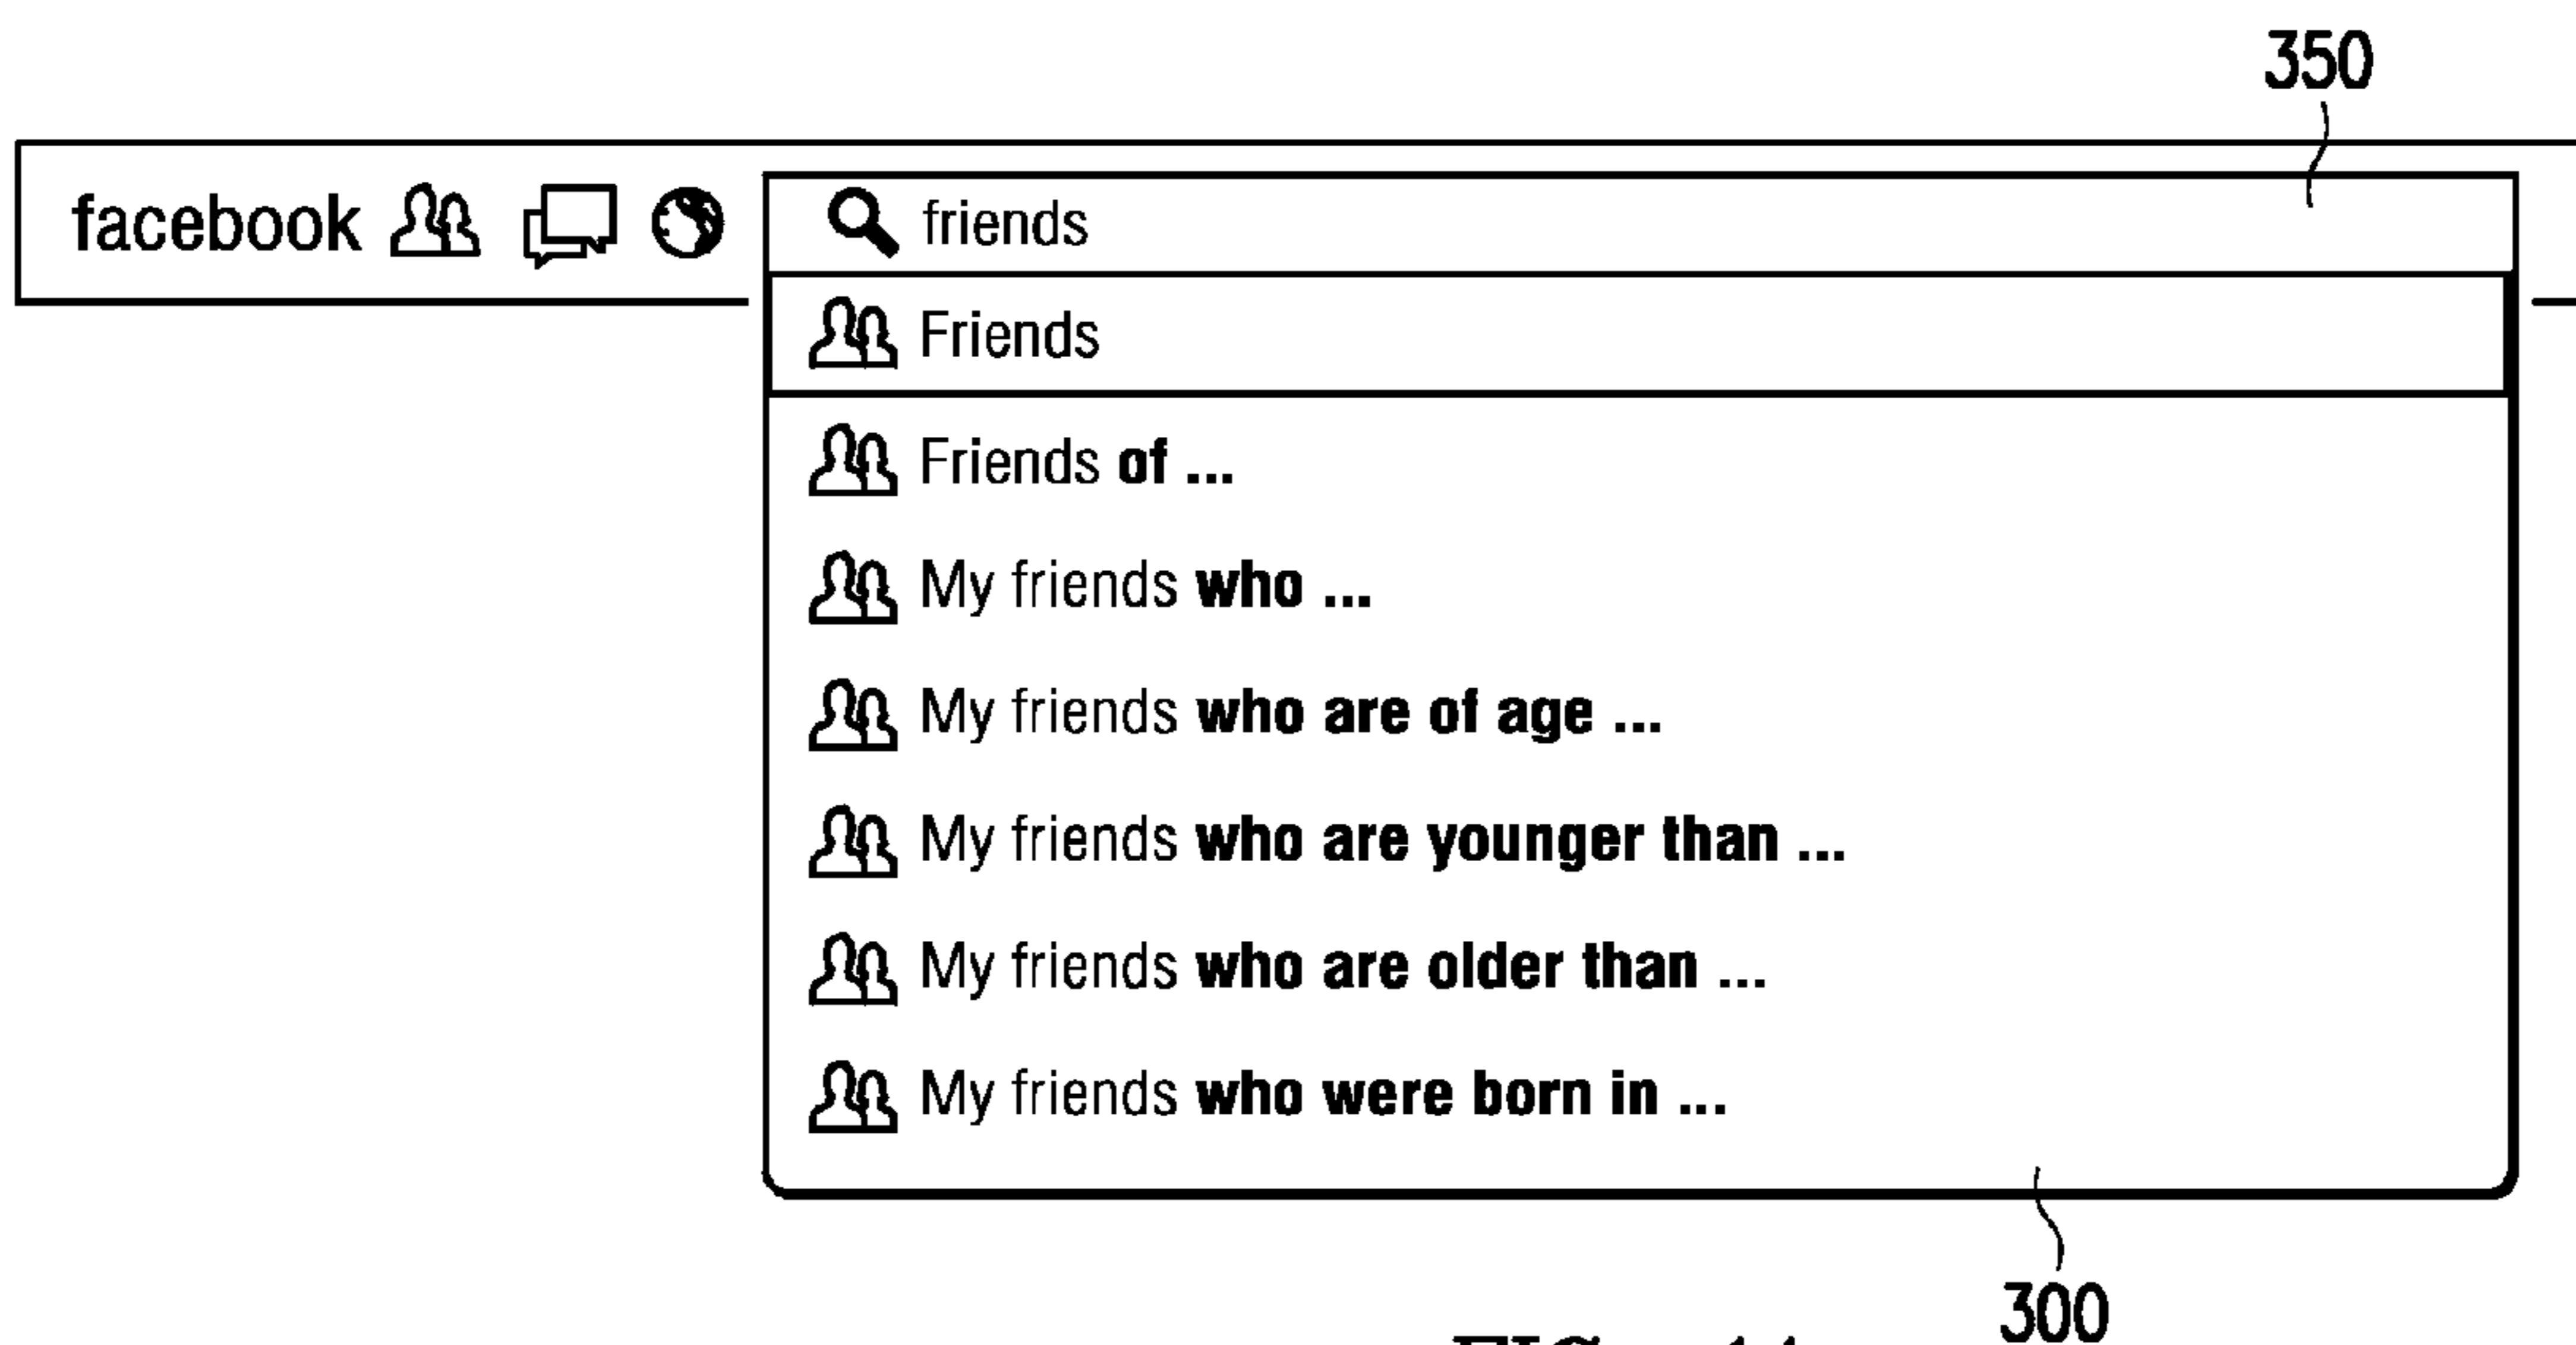 350
facebook friends
Friends
Friends of ...
My friends who ...
My friends who are of age ...
My friends who are younger than ...
My friends who are older than ...
My friends who were born in ...
300